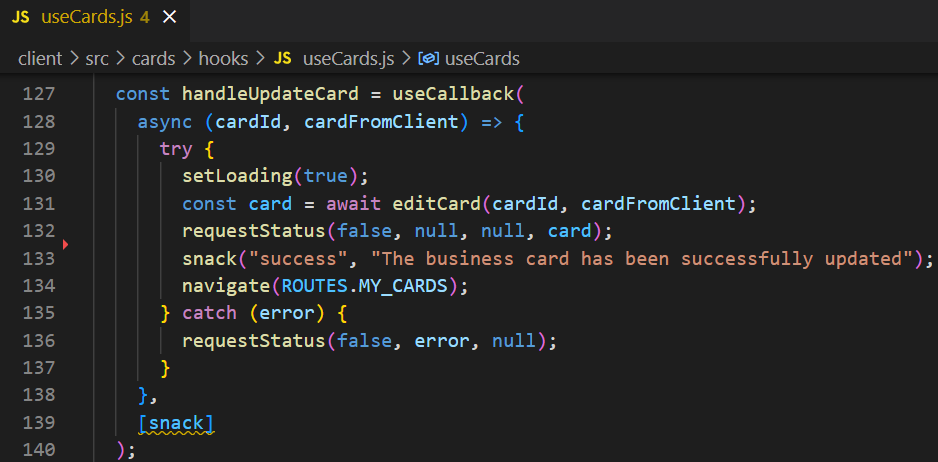 JS useCards.js 4 ×
client > src > cards > hooks > JS useCards.js > useCards
127 const handleUpdateCard = useCallback(
128 async (cardId, cardFromClient) => {
129 try {
130 setLoading(true);
131 const card = await editCard(cardId, cardFromClient);
132 requestStatus(false, null, null, card);
133 snack("success", "The business card has been successfully updated");
134 navigate(ROUTES.MY_CARDS);
135 } catch (error) {
136 requestStatus(false, error, null);
137 }
138 },
139 [snack]
140 );